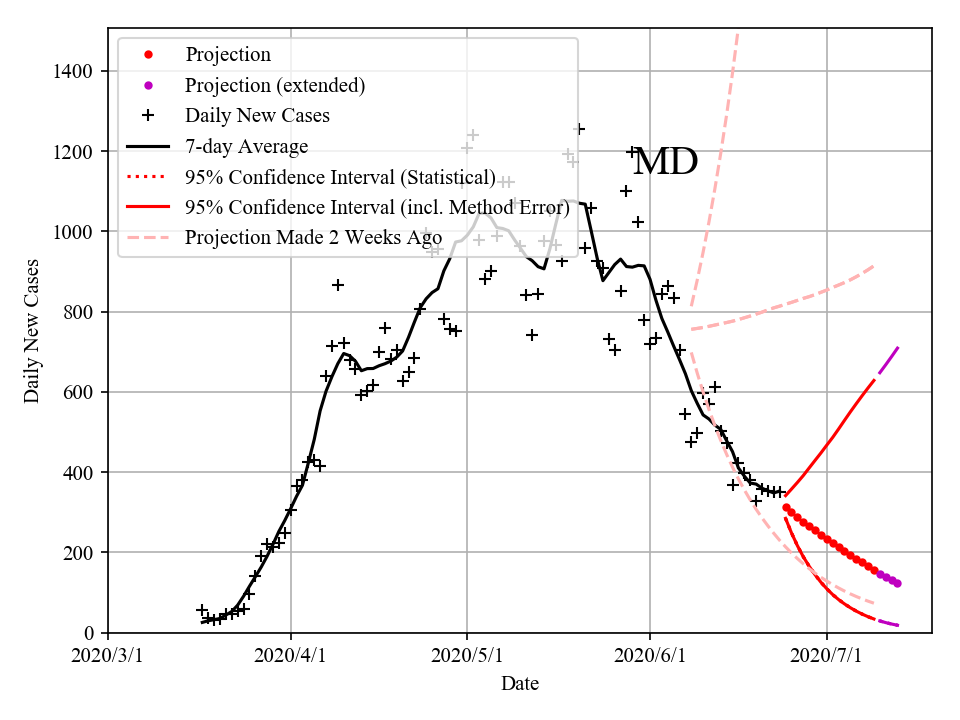 1400
1200
1000
800
600
400
200
0
Daily New Cases
Projection
Projection (extended)
Daily New Cases
7-day Average
95% Confidence Interval (Statistical)
95% Confidence Interval (incl. Method Error)
Projection Made 2 Weeks Ago
MD
2020/3/1
2020/4/1
2020/5/1
2020/6/1
2020/7/1
Date